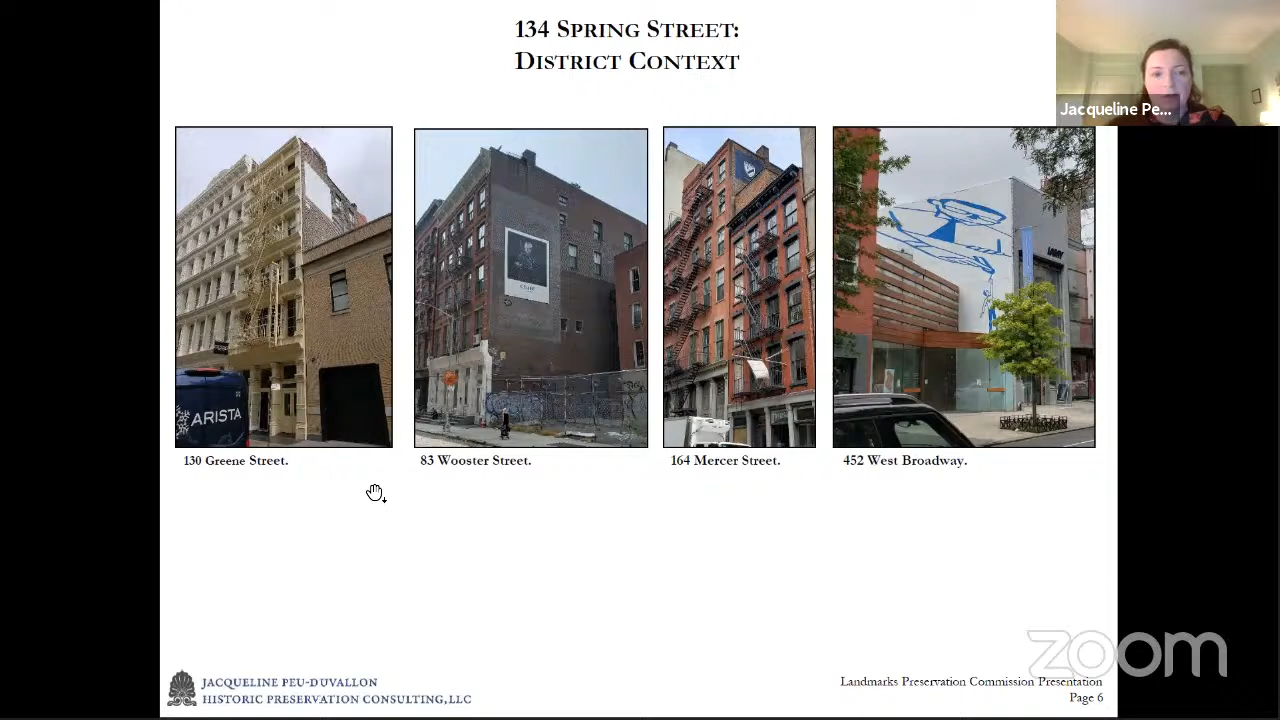 134 SPRING STREET:
DISTRICT CONTEXT
Jacqueline Pe...
ARISTA
130 Greene Street.
83 Wooster Street.
164 Mercer Street.
452 West Broadway.
JACQUELINE PEU-DUVALLON
HISTORIC PRESERVATION CONSULTING, LLC
Landmarks Preservation Commission Presentation
Page 6
zoom